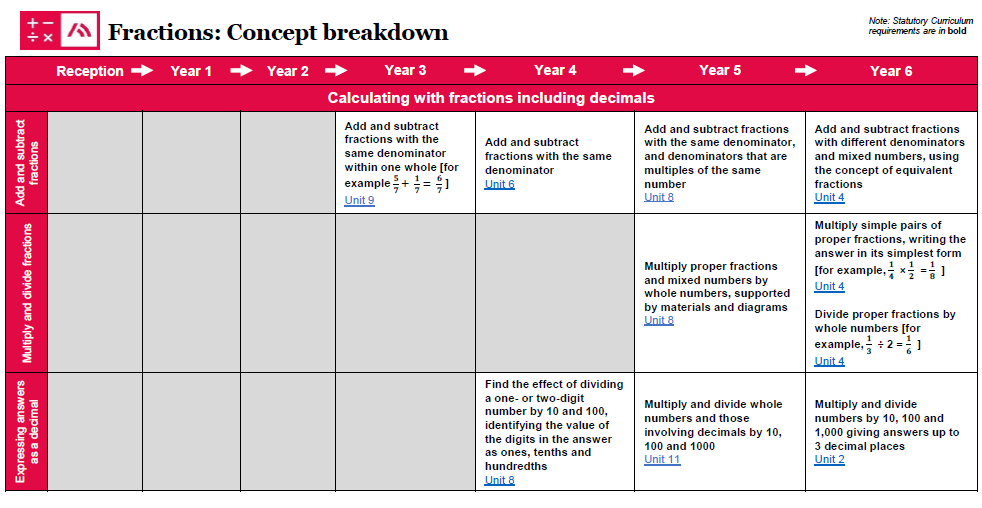 Fractions: Concept breakdown
Note: Statutory Curriculum
requirements are in bold
Reception Year 1 Year 2 Year 3 Year 4 Year 5 Year 6
Calculating with fractions including decimals
Add and subtract
fractions
Add and subtract
fractions with the
same denominator
within one whole [for
example 5/7 + 1/7 = 6/7 ]
Unit 9
Add and subtract
fractions with the same
denominator
Unit 6
Add and subtract fractions
with the same denominator,
and denominators that are
multiples of the same
number
Unit 8
Add and subtract fractions
with different denominators
and mixed numbers, using
the concept of equivalent
fractions
Unit 4
Multiply and divide fractions
Multiply proper fractions
and mixed numbers by
whole numbers, supported
by materials and diagrams
Unit 8
Multiply simple pairs of
proper fractions, writing the
answer in its simplest form
[for example, 1/4 × 1/2 = 1/8 ]
Unit 4
Divide proper fractions by
whole numbers [for
example, 1/3 ÷ 2 = 1/6 ]
Unit 4
Expressing answers
as a decimal
Find the effect of dividing
a one- or two-digit
number by 10 and 100,
identifying the value of
the digits in the answer
as ones, tenths and
hundredths
Unit 8
Multiply and divide whole
numbers and those
involving decimals by 10,
100 and 1000
Unit 11
Multiply and divide
numbers by 10, 100 and
1,000 giving answers up to
3 decimal places
Unit 2